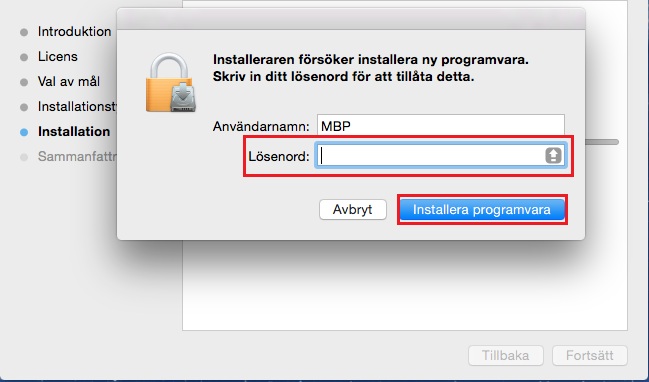 Introduktion
Licens
Val av mål
Installationst
Installation
Sammanfattn
Installeraren försöker installera ny programvara.
Skriv in ditt lösenord för att tillåta detta.
Användarnamn: MBP
Lösenord:
Avbryt
Installera programvara
Tillbaka
Fortsätt